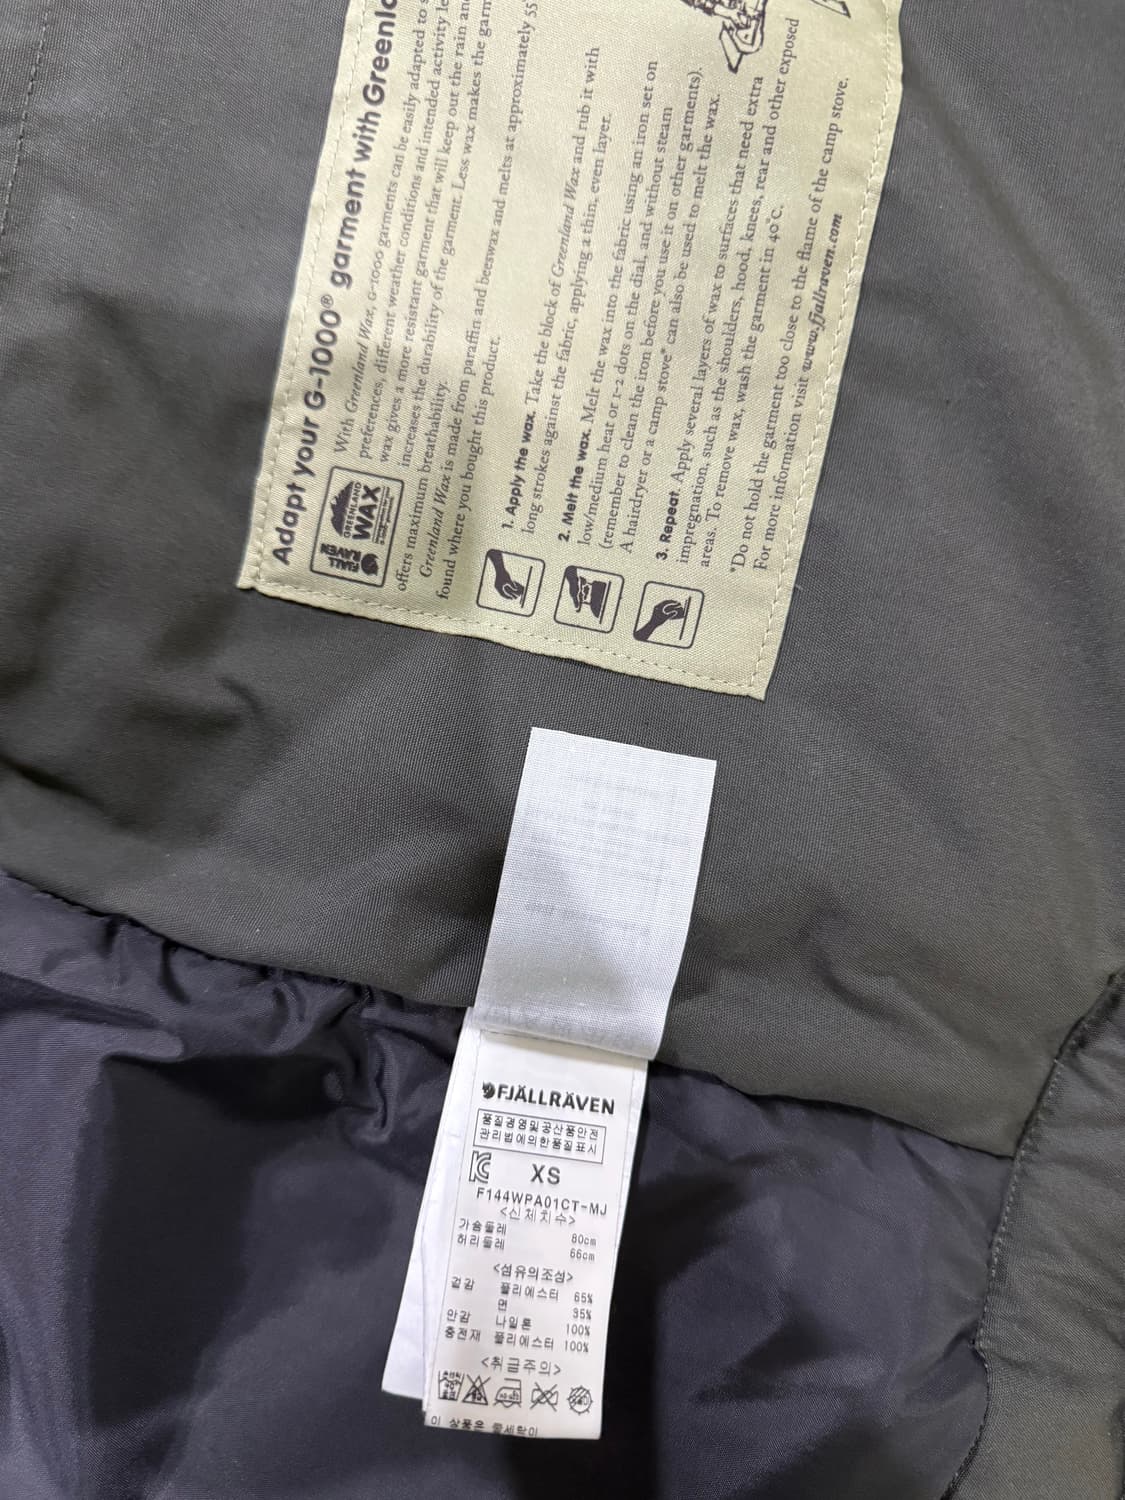 Adapt your G-1000® garment with Greenl
With Greenland Wax, G-1000 garments can be easily adapted to
preferences, different weather conditions and intended activity
wax gives a more resistant garment that will keep out the rain
increases the durability of the garment. Less wax makes the
offers maximum breathability.
Greenland Wax is made from paraffin and beeswax and melts at approximately 55
found where you bought this product.
FJÄLL
RÄVEN
GREENLAND
WAX
1. Apply the wax. Take the block of Greenland Wax and rub it with
long strokes against the fabric, applying a thin, even layer.
2. Melt the wax. Melt the wax into the fabric using an iron set on
low/medium heat or 1-2 dots on the dial, and without steam
(remember to clean the iron before you use it on other garments).
A hairdryer or a camp stove* can also be used to melt the wax.
3. Repeat. Apply several layers of wax to surfaces that need extra
impregnation, such as the shoulders, hood, knees, rear and other exposed
areas. To remove wax, wash the garment in 40°C.
*Do not hold the garment too close to the flame of the camp stove.
For more information visit www.fjallraven.com
FJÄLLRÄVEN
품질경영및공산품안전
관리법에의한품질표시
XS
F144WPA01CT-MJ
<신체치수>
가슴둘레 80cm
허리둘레 66cm
<섬유의조성>
겉감 폴리에스터 65%
면 35%
안감 나일론 100%
충전재 폴리에스터 100%
<취급주의>
이 상품은 물세탁이